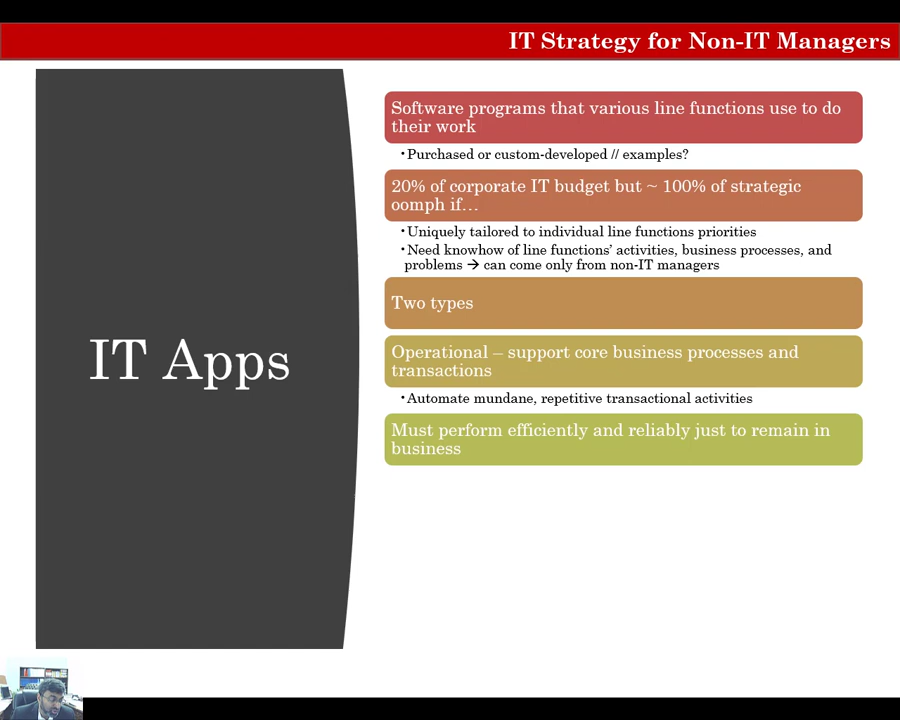 IT Strategy for Non-IT Managers
IT Apps
Software programs that various line functions use to do
their work
•Purchased or custom-developed // examples?
20% of corporate IT budget but ~ 100% of strategic
oomph if…
•Uniquely tailored to individual line functions priorities
•Need knowhow of line functions’ activities, business processes, and
problems → can come only from non-IT managers
Two types
Operational – support core business processes and
transactions
•Automate mundane, repetitive transactional activities
Must perform efficiently and reliably just to remain in
business